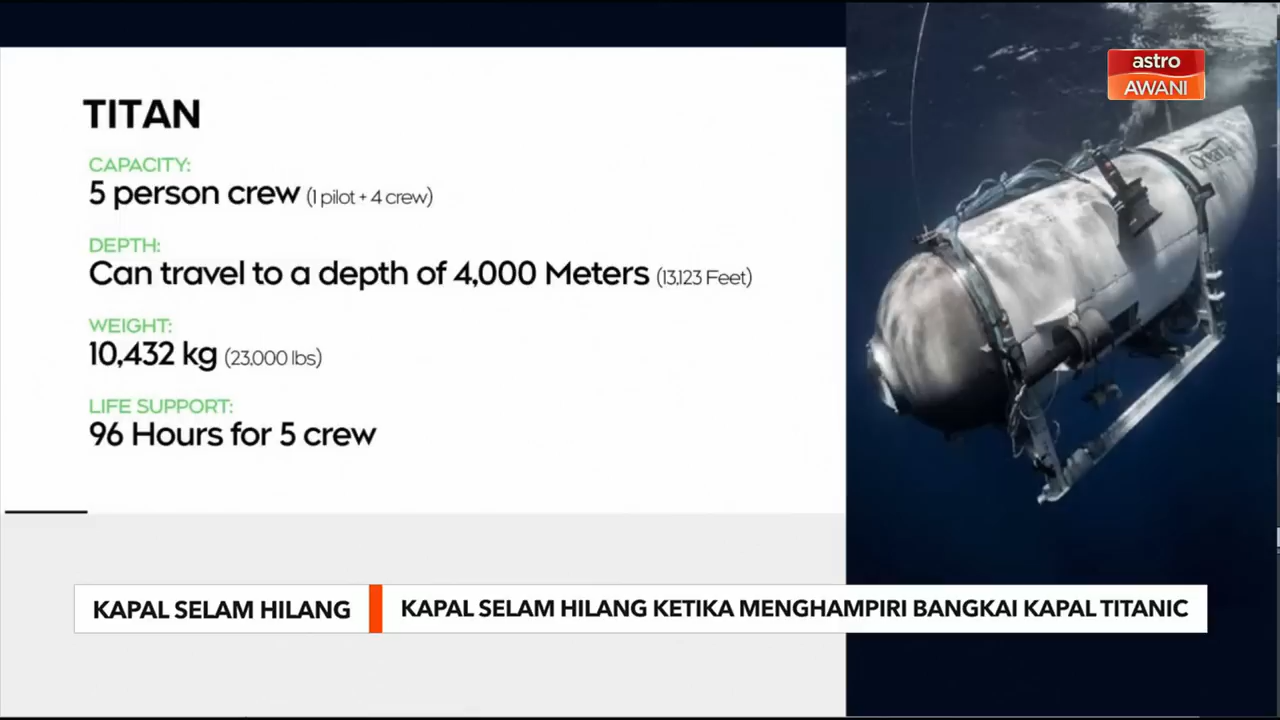 astro
AWANI
TITAN
CAPACITY:
5 person crew (1 pilot + 4 crew)
DEPTH:
Can travel to a depth of 4,000 Meters (13,123 Feet)
WEIGHT:
10,432 kg (23,000 lbs)
LIFE SUPPORT:
96 Hours for 5 crew
KAPAL SELAM HILANG
KAPAL SELAM HILANG KETIKA MENGHAMPIRI BANGKAI KAPAL TITANIC